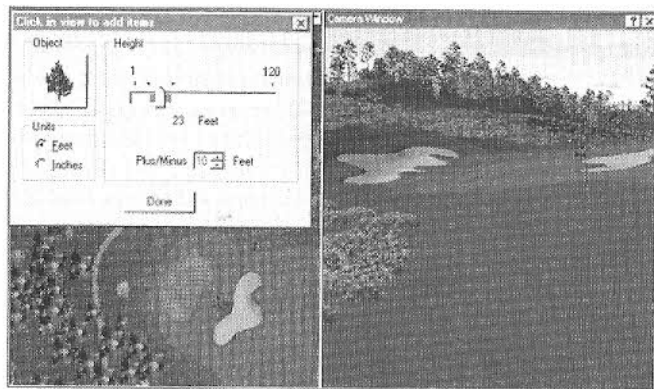 Click in view to add items
Object
Height
1
120
23 Feet
Units
Feet
Inches
Plus/Minus 10 Feet
Done
Camera Window